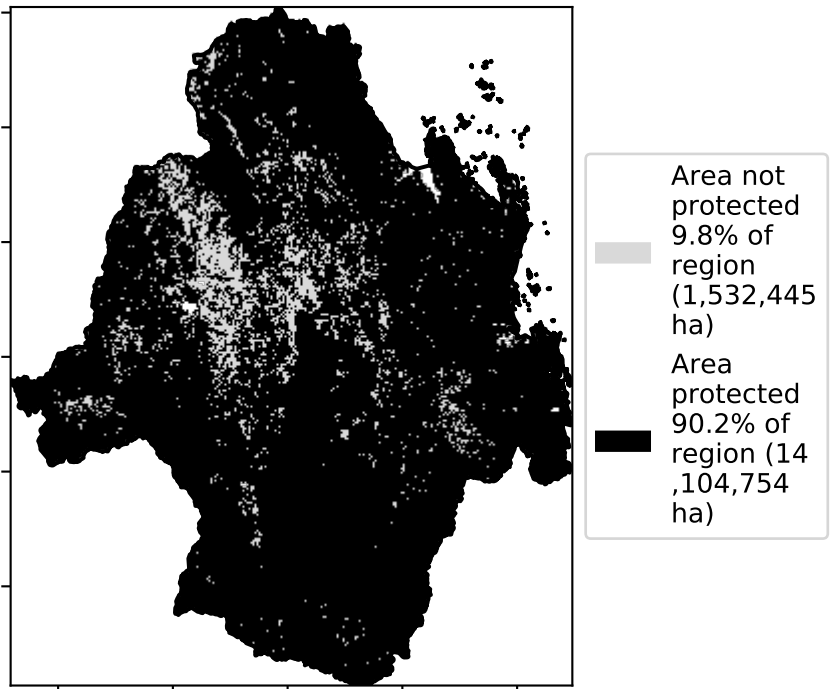 Area not
protected
9.8% of
region
(1,532,445
ha)
Area
protected
90.2% of
region (14
,104,754
ha)